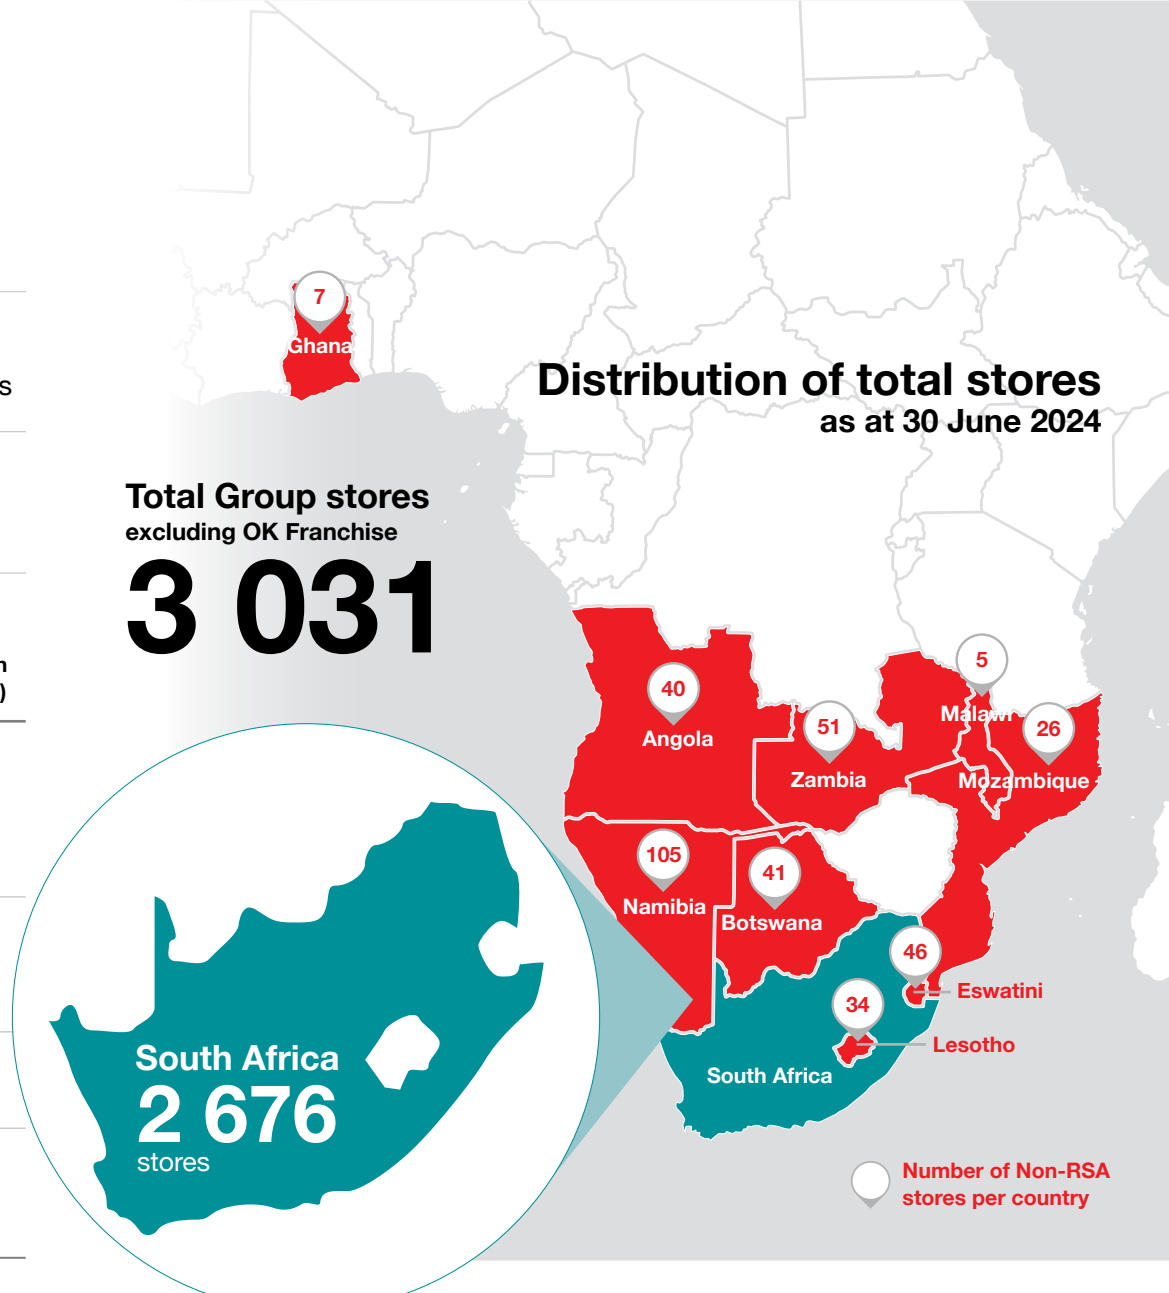 s
n
)
7
Ghana
Distribution of total stores
as at 30 June 2024
Total Group stores
excluding OK Franchise
3 031
5
Malawi
40
Angola
51
Zambia
26
Mozambique
105
Namibia
41
Botswana
46
Eswatini
34
Lesotho
South Africa
South Africa
2 676
stores
Number of Non-RSA
stores per country